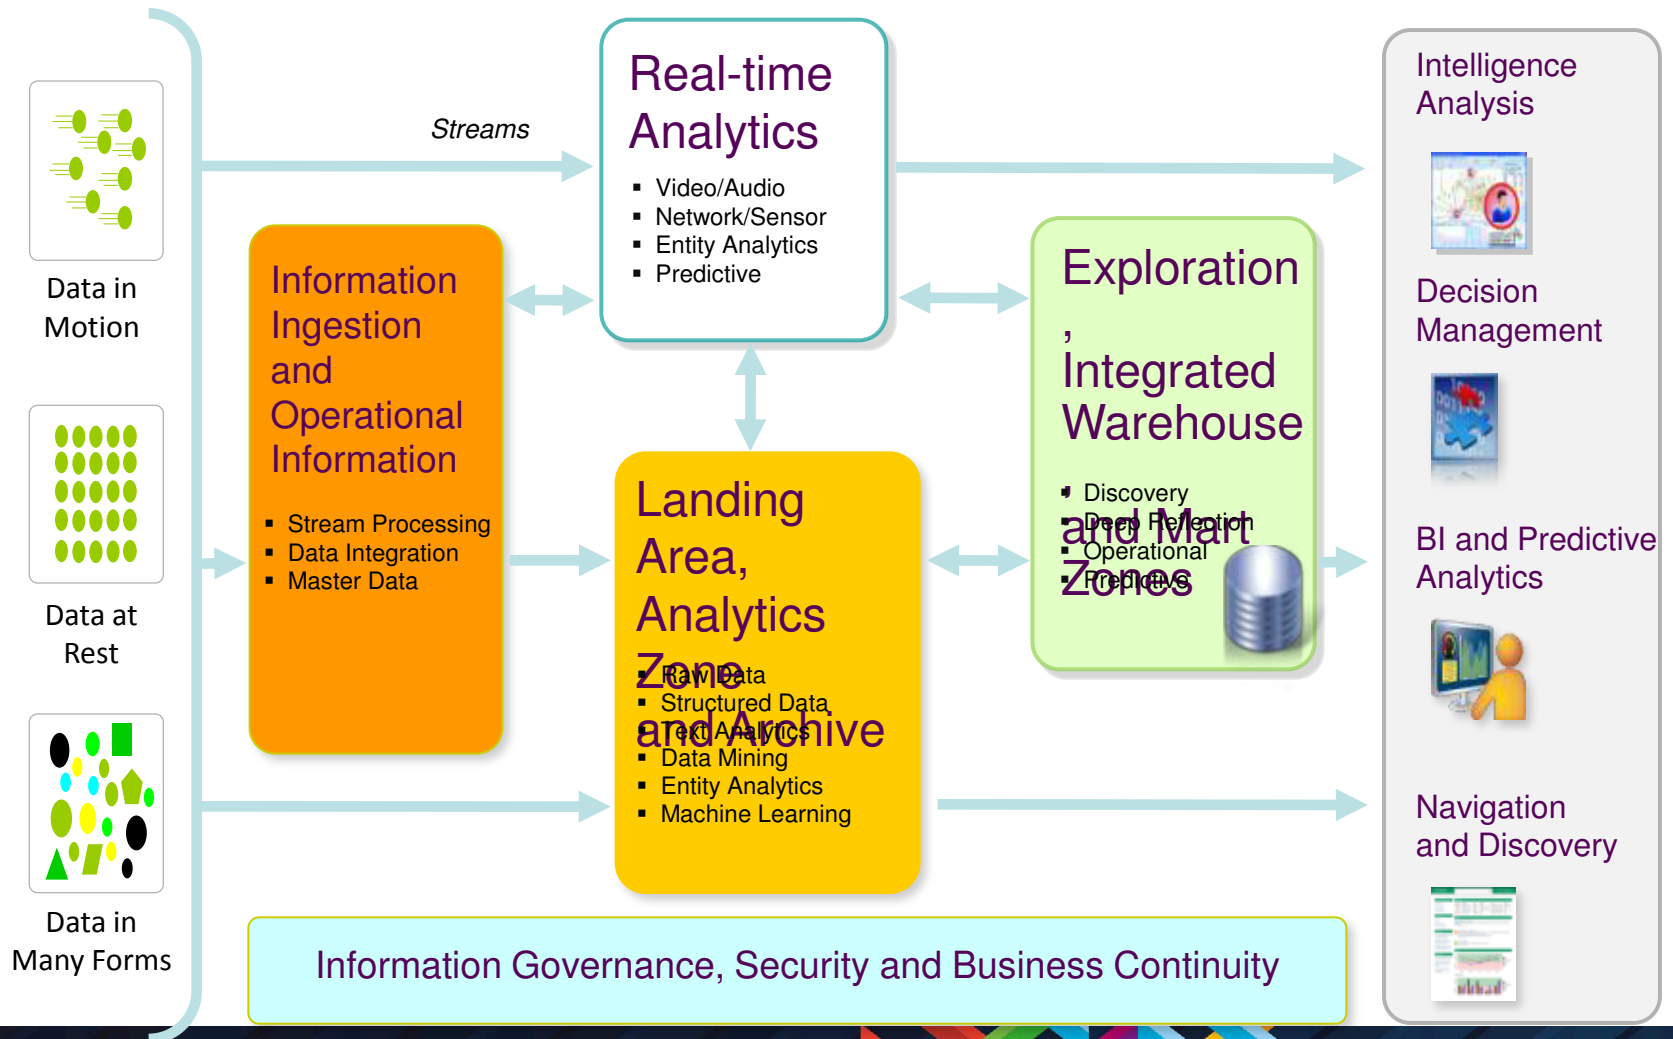 Data in
Motion
Data at
Rest
Data in
Many Forms
Streams
Information
Ingestion
and
Operational
Information
▪ Stream Processing
▪ Data Integration
▪ Master Data
Real-time
Analytics
▪ Video/Audio
▪ Network/Sensor
▪ Entity Analytics
▪ Predictive
Landing
Area,
Analytics
Zone
and Archive
▪ Raw Data
▪ Structured Data
▪ Text Analytics
▪ Data Mining
▪ Entity Analytics
▪ Machine Learning
Exploration
,
Integrated
Warehouse
,
and Mart
Zones
▪ Discovery
▪ Deep Reflection
▪ Operational
▪ Predictive
Intelligence
Analysis
Decision
Management
BI and Predictive
Analytics
Navigation
and Discovery
Information Governance, Security and Business Continuity